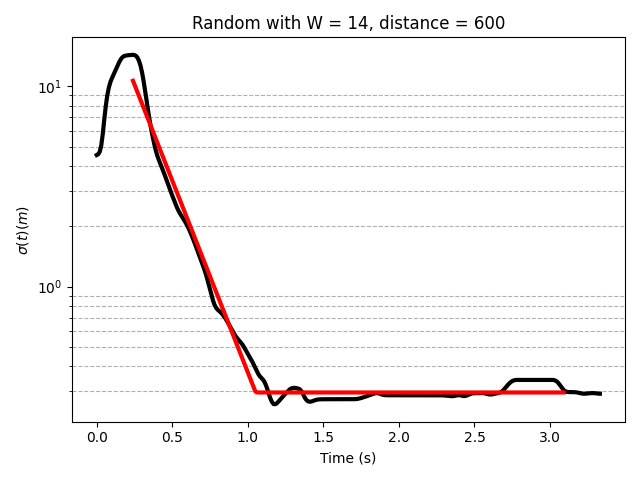 Random with W = 14, distance = 600
10¹
10⁰
σ(t)(m)
0.0 0.5 1.0 1.5 2.0 2.5 3.0
Time (s)